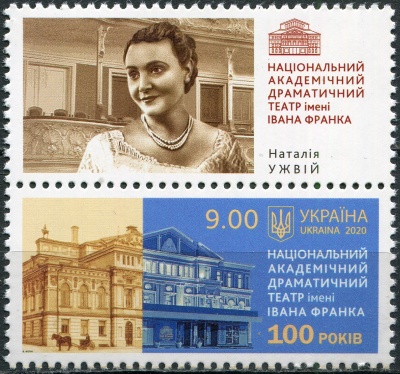 НАЦІОНАЛЬНИЙ
АКАДЕМІЧНИЙ
ДРАМАТИЧНИЙ
ТЕАТР імені
ІВАНА ФРАНКА
Наталія
УЖВІЙ
9.00 УКРАЇНА
UKRAINA 2020
НАЦІОНАЛЬНИЙ
АКАДЕМІЧНИЙ
ДРАМАТИЧНИЙ
ТЕАТР імені
ІВАНА ФРАНКА
100 РОКІВ